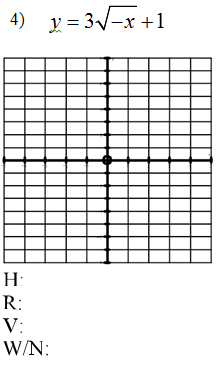 4) y = 3√-x + 1
H:
R:
V:
W/N: